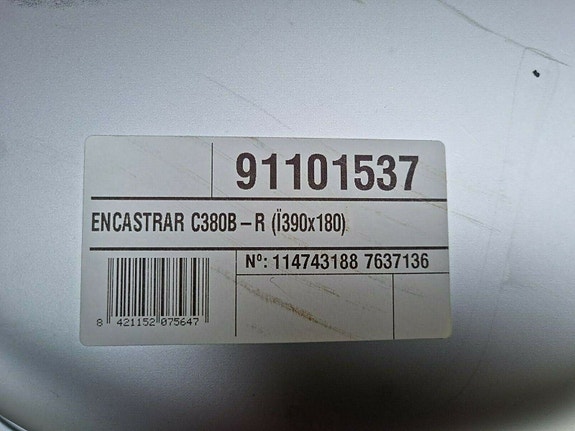 91101537
ENCASTRAR C380B-R (Ï390x180)
Nº: 114743188 7637136
8 421152 075647